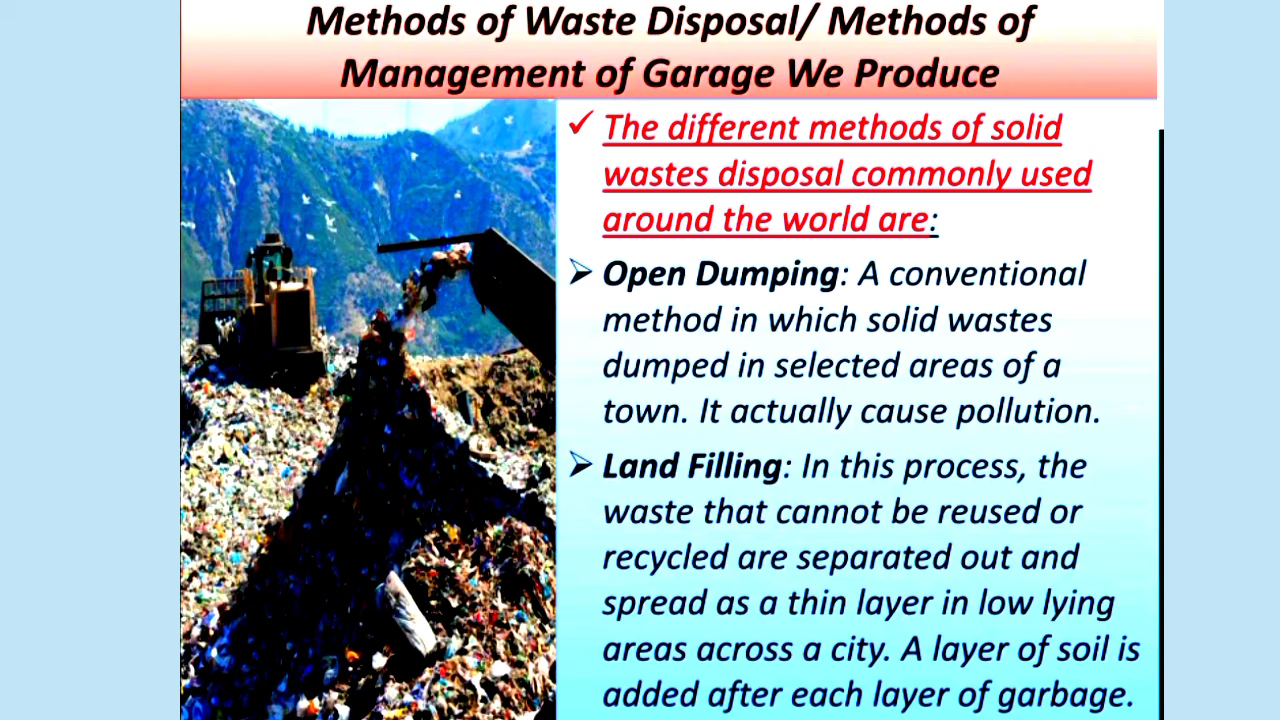 Methods of Waste Disposal/ Methods of
Management of Garage We Produce
✓ The different methods of solid
wastes disposal commonly used
around the world are:
➢ Open Dumping: A conventional
method in which solid wastes
dumped in selected areas of a
town. It actually cause pollution.
➢ Land Filling: In this process, the
waste that cannot be reused or
recycled are separated out and
spread as a thin layer in low lying
areas across a city. A layer of soil is
added after each layer of garbage.